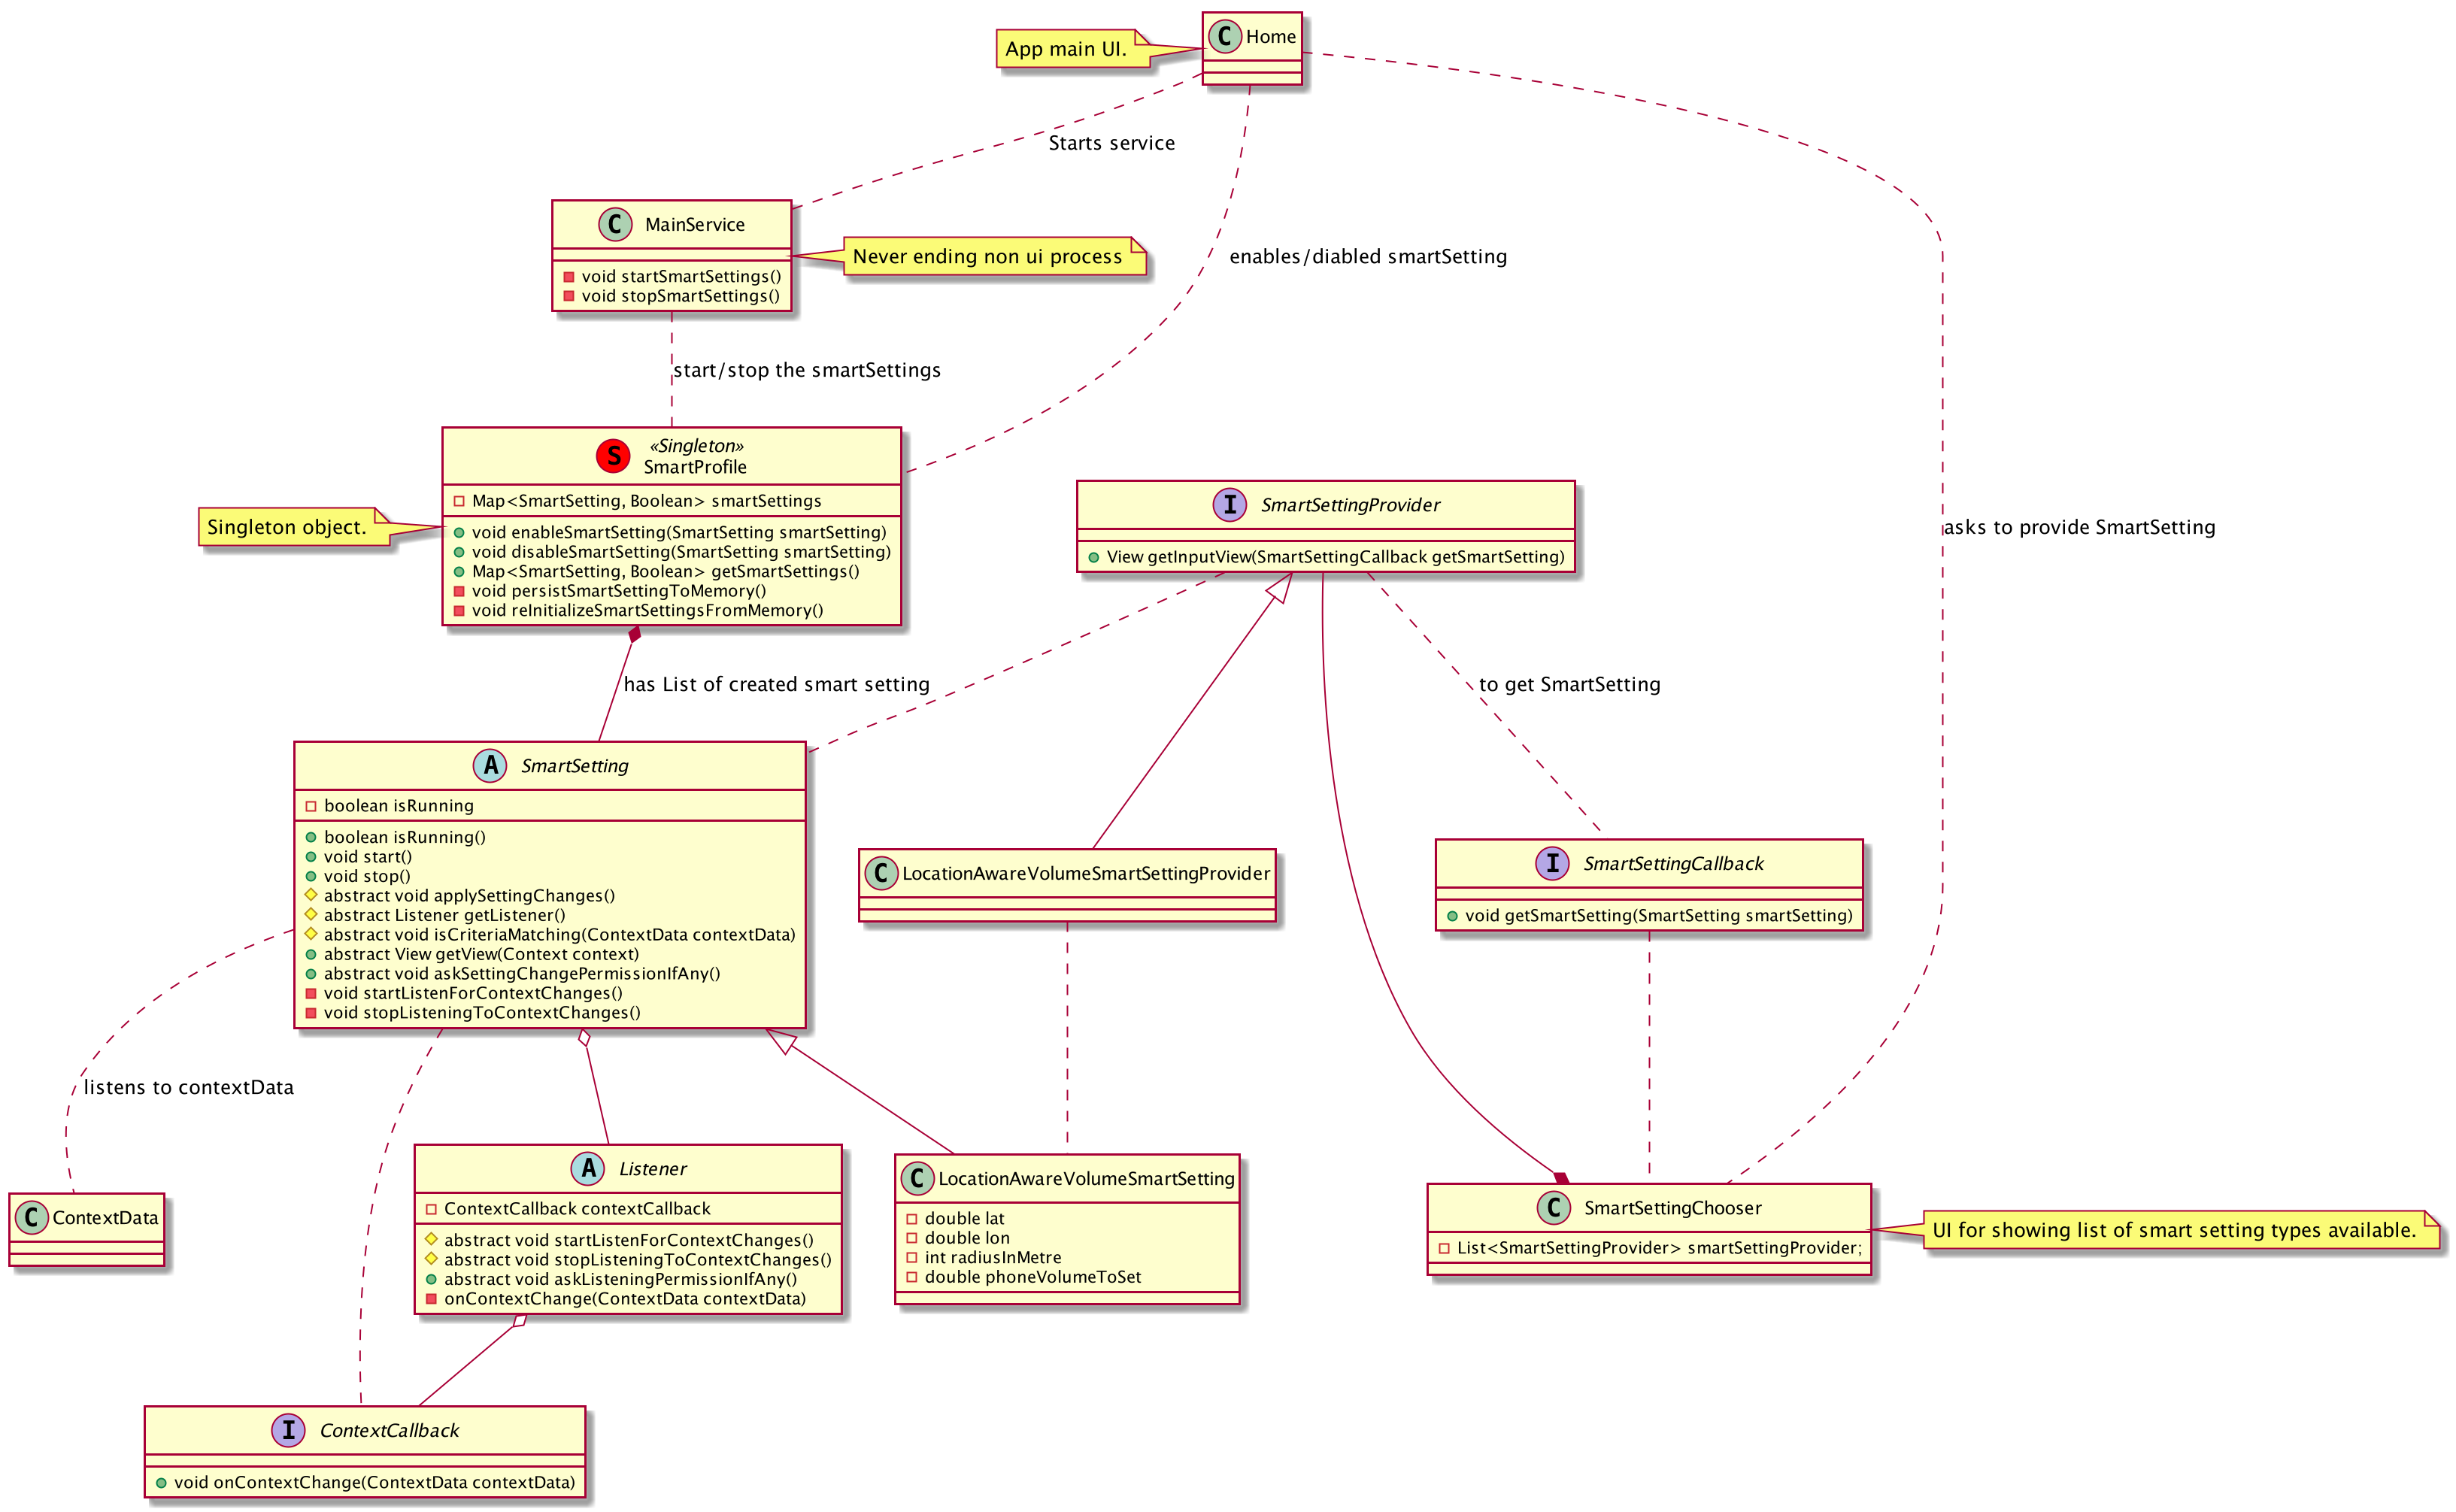 App main UI.
C Home
Starts service
C MainService
void startSmartSettings()
void stopSmartSettings()
Never ending non ui process
enables/diabled smartSetting
start/stop the smartSettings
S «Singleton»
SmartProfile
Map<SmartSetting, Boolean> smartSettings
void enableSmartSetting(SmartSetting smartSetting)
void disableSmartSetting(SmartSetting smartSetting)
Map<SmartSetting, Boolean> getSmartSettings()
void persistSmartSettingToMemory()
void reInitializeSmartSettingsFromMemory()
Singleton object.
I SmartSettingProvider
View getInputView(SmartSettingCallback getSmartSetting)
asks to provide SmartSetting
has List of created smart setting
to get SmartSetting
A SmartSetting
boolean isRunning
boolean isRunning()
void start()
void stop()
abstract void applySettingChanges()
abstract Listener getListener()
abstract void isCriteriaMatching(ContextData contextData)
abstract View getView(Context context)
abstract void askSettingChangePermissionIfAny()
void startListenForContextChanges()
void stopListeningToContextChanges()
C LocationAwareVolumeSmartSettingProvider
I SmartSettingCallback
void getSmartSetting(SmartSetting smartSetting)
listens to contextData
C ContextData
A Listener
ContextCallback contextCallback
abstract void startListenForContextChanges()
abstract void stopListeningToContextChanges()
abstract void askListeningPermissionIfAny()
onContextChange(ContextData contextData)
C LocationAwareVolumeSmartSetting
double lat
double lon
int radiusInMetre
double phoneVolumeToSet
C SmartSettingChooser
List<SmartSettingProvider> smartSettingProvider;
UI for showing list of smart setting types available.
I ContextCallback
void onContextChange(ContextData contextData)